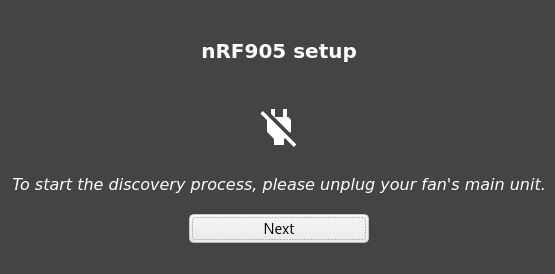 nRF905 setup
To start the discovery process, please unplug your fan's main unit.
Next